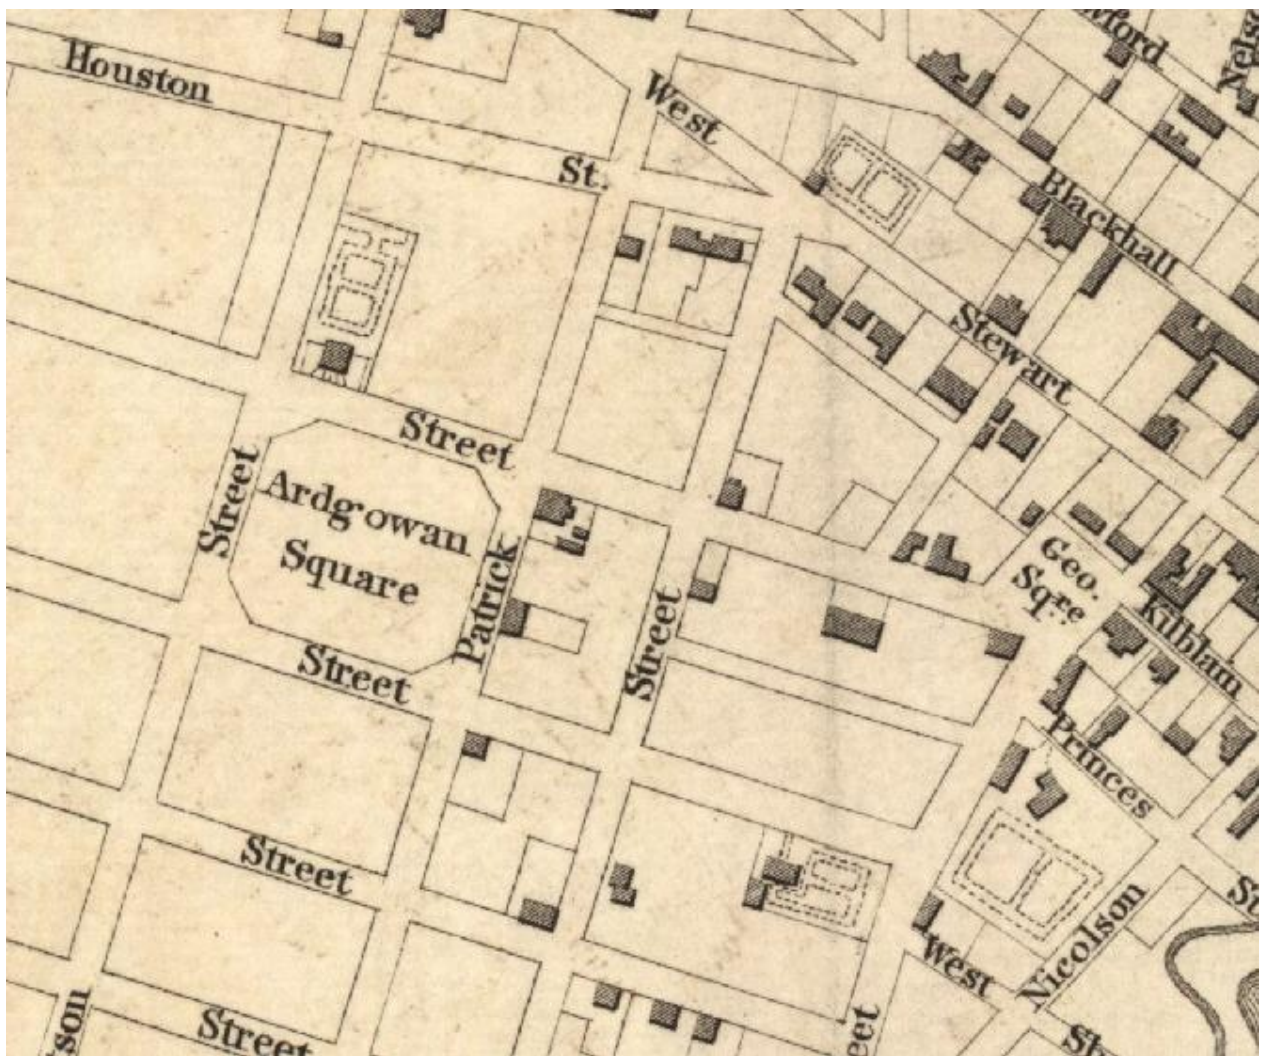 Houston
St.
West
Blackhall
Stewart
Street
Street
Ardgowan
Square
Patrick
Street
Street
Geo.
Sqre.
Kilblam
Princes
Street
Nicolson
West
Street